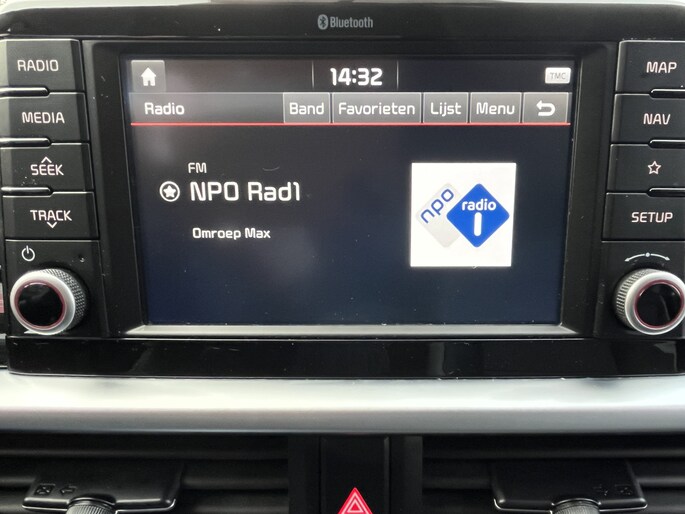 Bluetooth
RADIO
MEDIA
SEEK
TRACK
14:32
TMC
Radio
Band
Favorieten
Lijst
Menu
FM
NPO Rad1
Omroep Max
npo
radio
1
MAP
NAV
SETUP